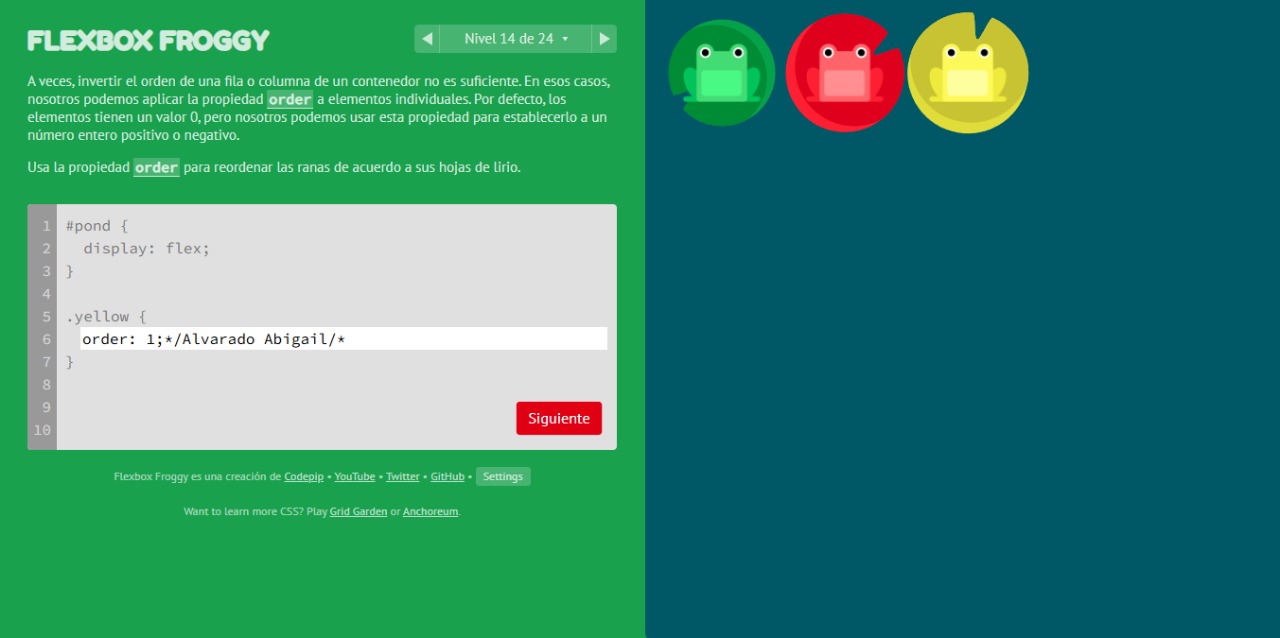 FLEXBOX FROGGY
Nivel 14 de 24
A veces, invertir el orden de una fila o columna de un contenedor no es suficiente. En esos casos,
nosotros podemos aplicar la propiedad order a elementos individuales. Por defecto, los
elementos tienen un valor 0, pero nosotros podemos usar esta propiedad para establecerlo a un
número entero positivo o negativo.
Usa la propiedad order para reordenar las ranas de acuerdo a sus hojas de lirio.
1 #pond {
2 display: flex;
3 }
4
5 .yellow {
6 order: 1;*/Alvarado Abigail/*
7 }
8
9
10
Siguiente
Flexbox Froggy es una creación de Codepip • YouTube • Twitter • GitHub • Settings
Want to learn more CSS? Play Grid Garden or Anchoreum.